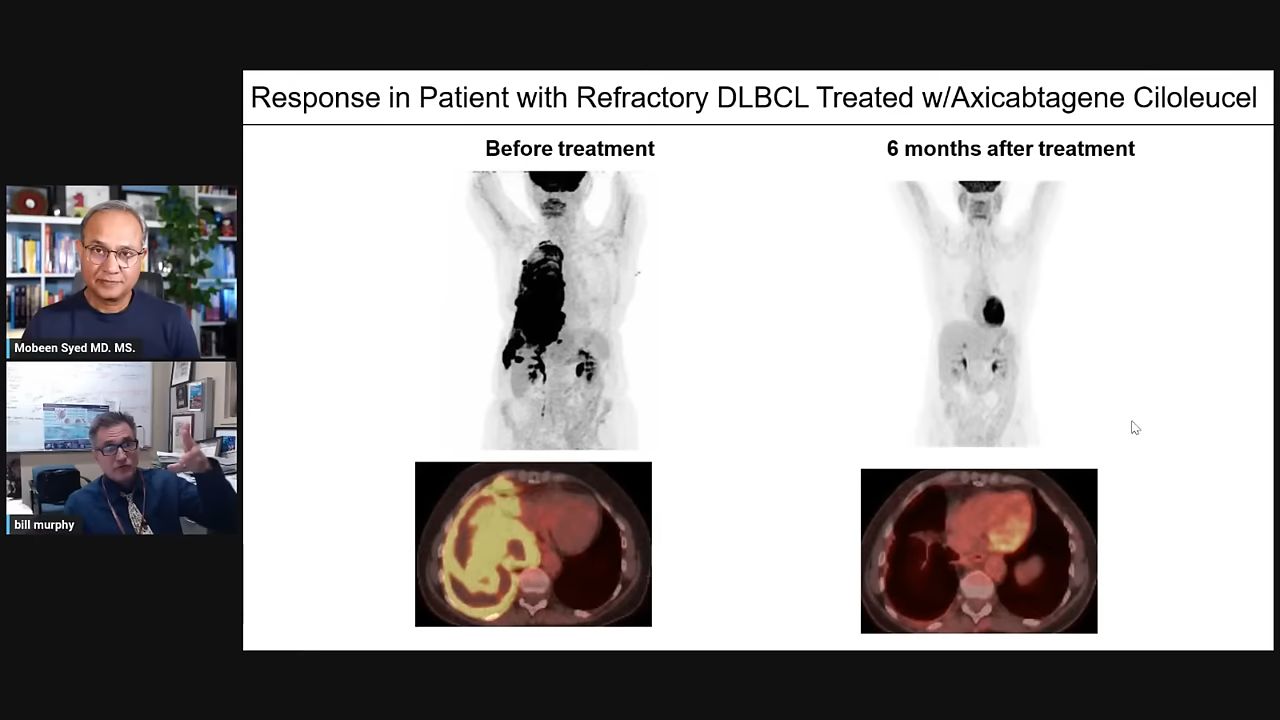 Response in Patient with Refractory DLBCL Treated w/Axicabtagene Ciloleucel
Before treatment
6 months after treatment
Mobeen Syed MD. MS.
bill murphy